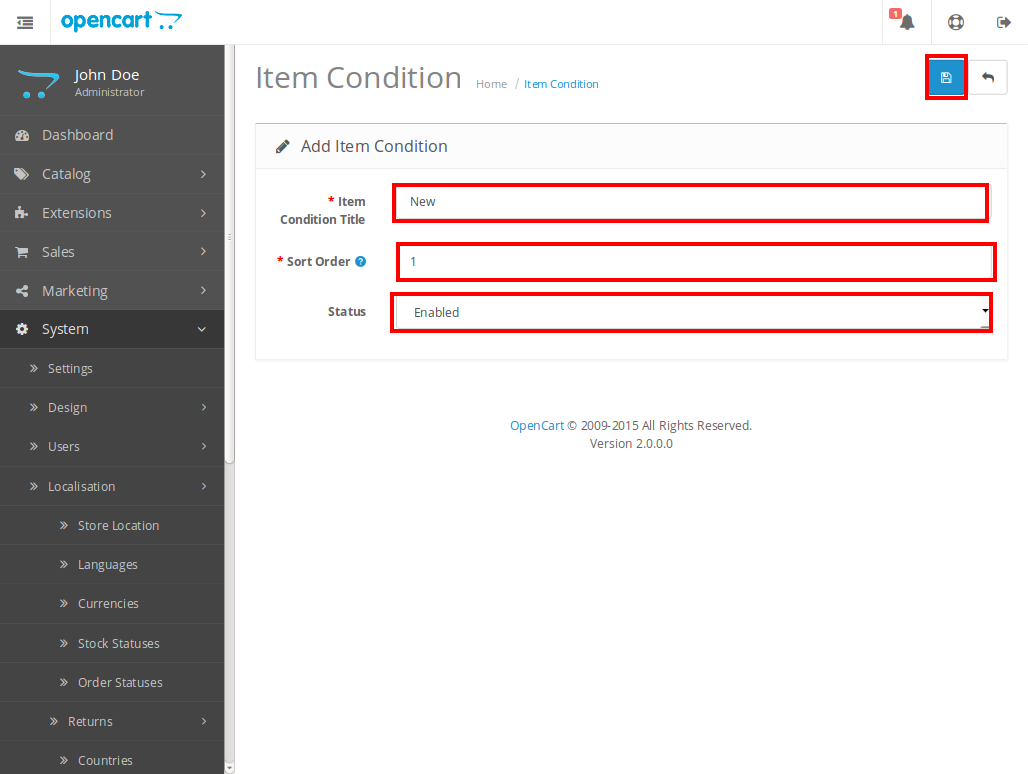 opencart
1
John Doe
Administrator
Dashboard
Catalog
Extensions
Sales
Marketing
System
Settings
Design
Users
Localisation
Store Location
Languages
Currencies
Stock Statuses
Order Statuses
Returns
Countries
Item Condition Home / Item Condition
Add Item Condition
* Item
Condition Title
New
* Sort Order ?
1
Status
Enabled
OpenCart © 2009-2015 All Rights Reserved.
Version 2.0.0.0